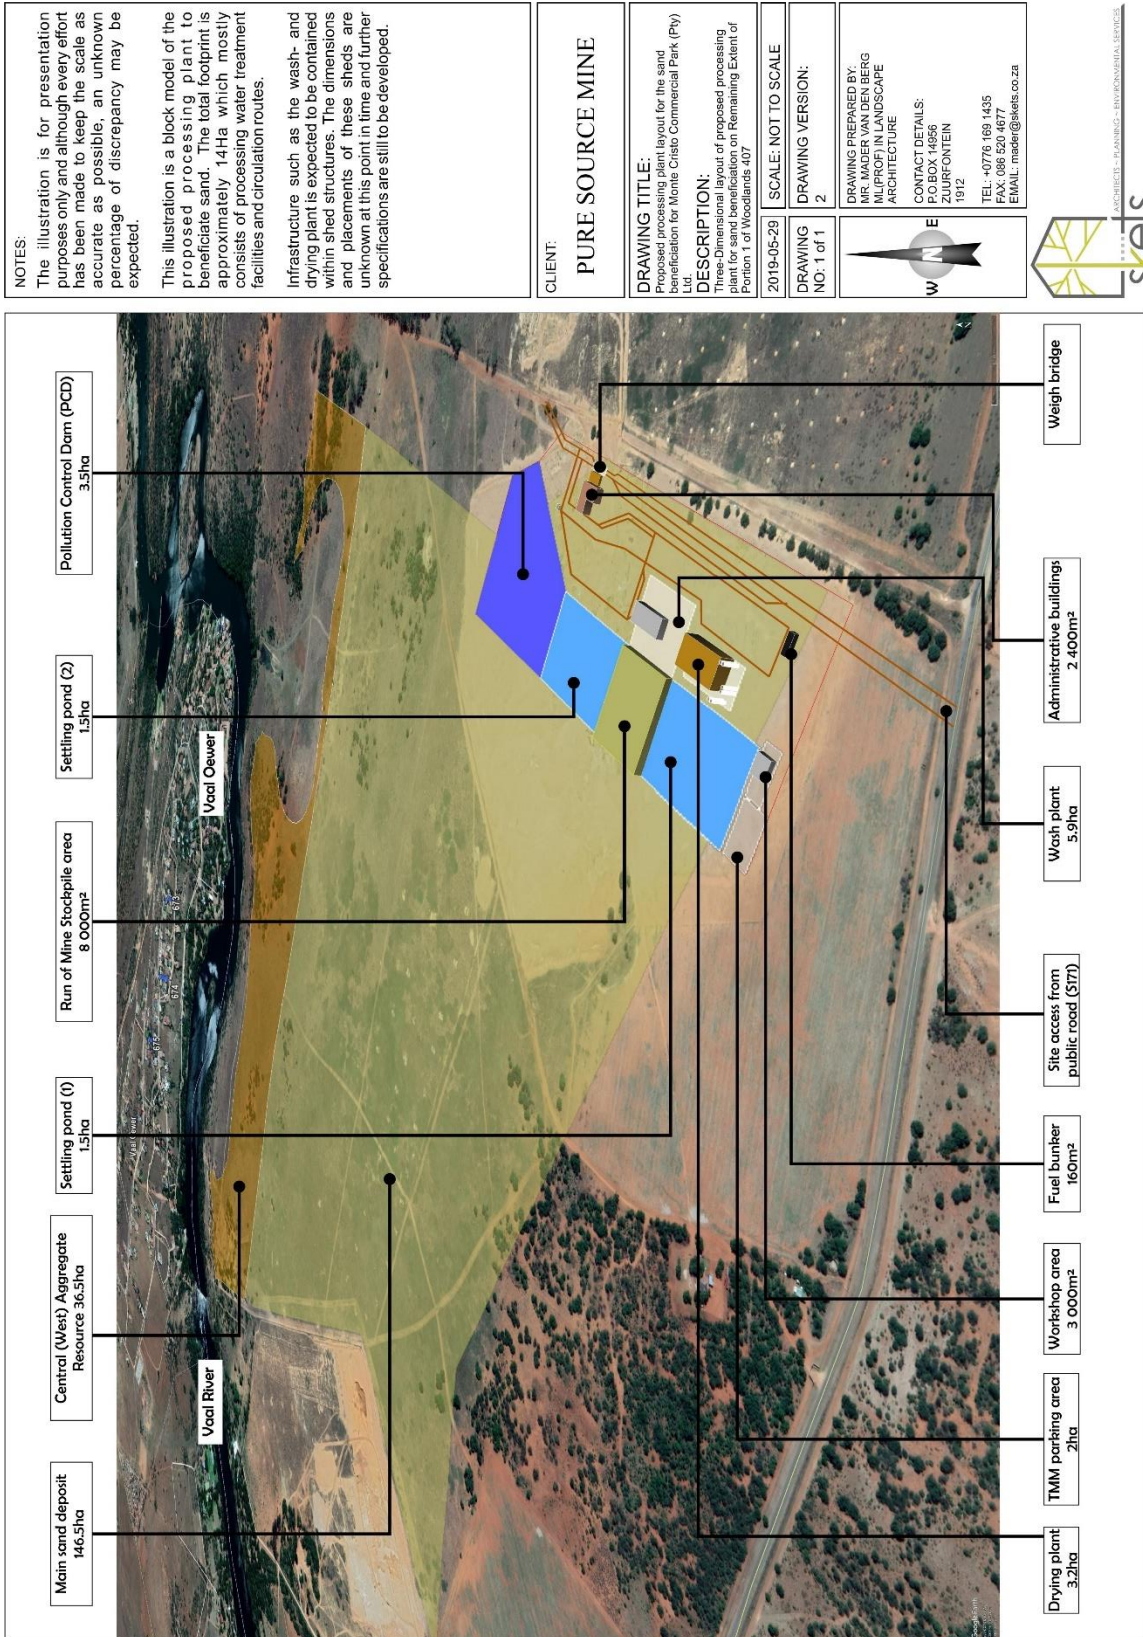 Main sand deposit
146.5ha
Central (West) Aggregate
Resource 36.5ha
Settling pond (1)
1.5ha
Run of Mine Stockpile area
8 000m²
Settling pond (2)
1.5ha
Pollution Control Dam (PCD)
3.5ha
Vaal River
Vaal Oewer
Vaal Oewer
675
674
673
Drying plant
3.2ha
TMM parking area
2ha
Workshop area
3 000m²
Fuel bunker
160m²
Site access from
public road (S171)
Wash plant
5.9ha
Administrative buildings
2 400m²
Weigh bridge
Google Earth
NOTES:
The illustration is for presentation
purposes only and although every effort
has been made to keep the scale as
accurate as possible, an unknown
percentage of discrepancy may be
expected.
This illustration is a block model of the
proposed processing plant to
beneficiate sand. The total footprint is
approximately 14Ha which mostly
consists of processing water treatment
facilities and circulation routes.
Infrastructure such as the wash- and
drying plant is expected to be contained
within shed structures. The dimensions
and placements of these sheds are
unknown at this point in time and further
specifications are still to be developed.
CLIENT:
PURE SOURCE MINE
DRAWING TITLE:
Proposed processing plant layout for the sand
beneficiation for Monte Cristo Commercial Park (Pty)
Ltd.
DESCRIPTION:
Three-Dimensional layout of proposed processing
plant for sand beneficiation on Remaining Extent of
Portion 1 of Woodlands 407
2019-05-29
SCALE: NOT TO SCALE
DRAWING
NO: 1 of 1
DRAWING VERSION:
2
W N E
DRAWING PREPARED BY:
MR. MADER VAN DEN BERG
ML(PROF) IN LANDSCAPE
ARCHITECTURE
CONTACT DETAILS:
P.O.BOX 14956
ZUURFONTEIN
1912
TEL: +0776 169 1435
FAX: 086 520 4677
EMAIL: mader@skets.co.za
skets
ARCHITECTS ~ PLANNING ~ ENVIRONMENTAL SERVICES